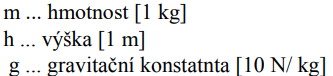 m ... hmotnost [1 kg]
h ... výška [1 m]
g ... gravitační konstatnta [10 N/ kg]